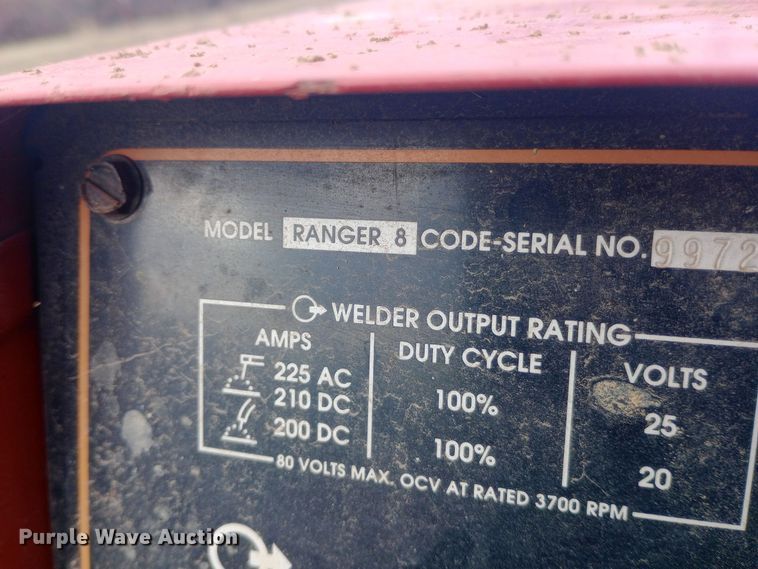 MODEL RANGER 8 CODE-SERIAL NO. 9972
WELDER OUTPUT RATING
AMPS DUTY CYCLE VOLTS
225 AC
210 DC 100% 25
200 DC 100% 20
80 VOLTS MAX. OCV AT RATED 3700 RPM
Purple Wave Auction